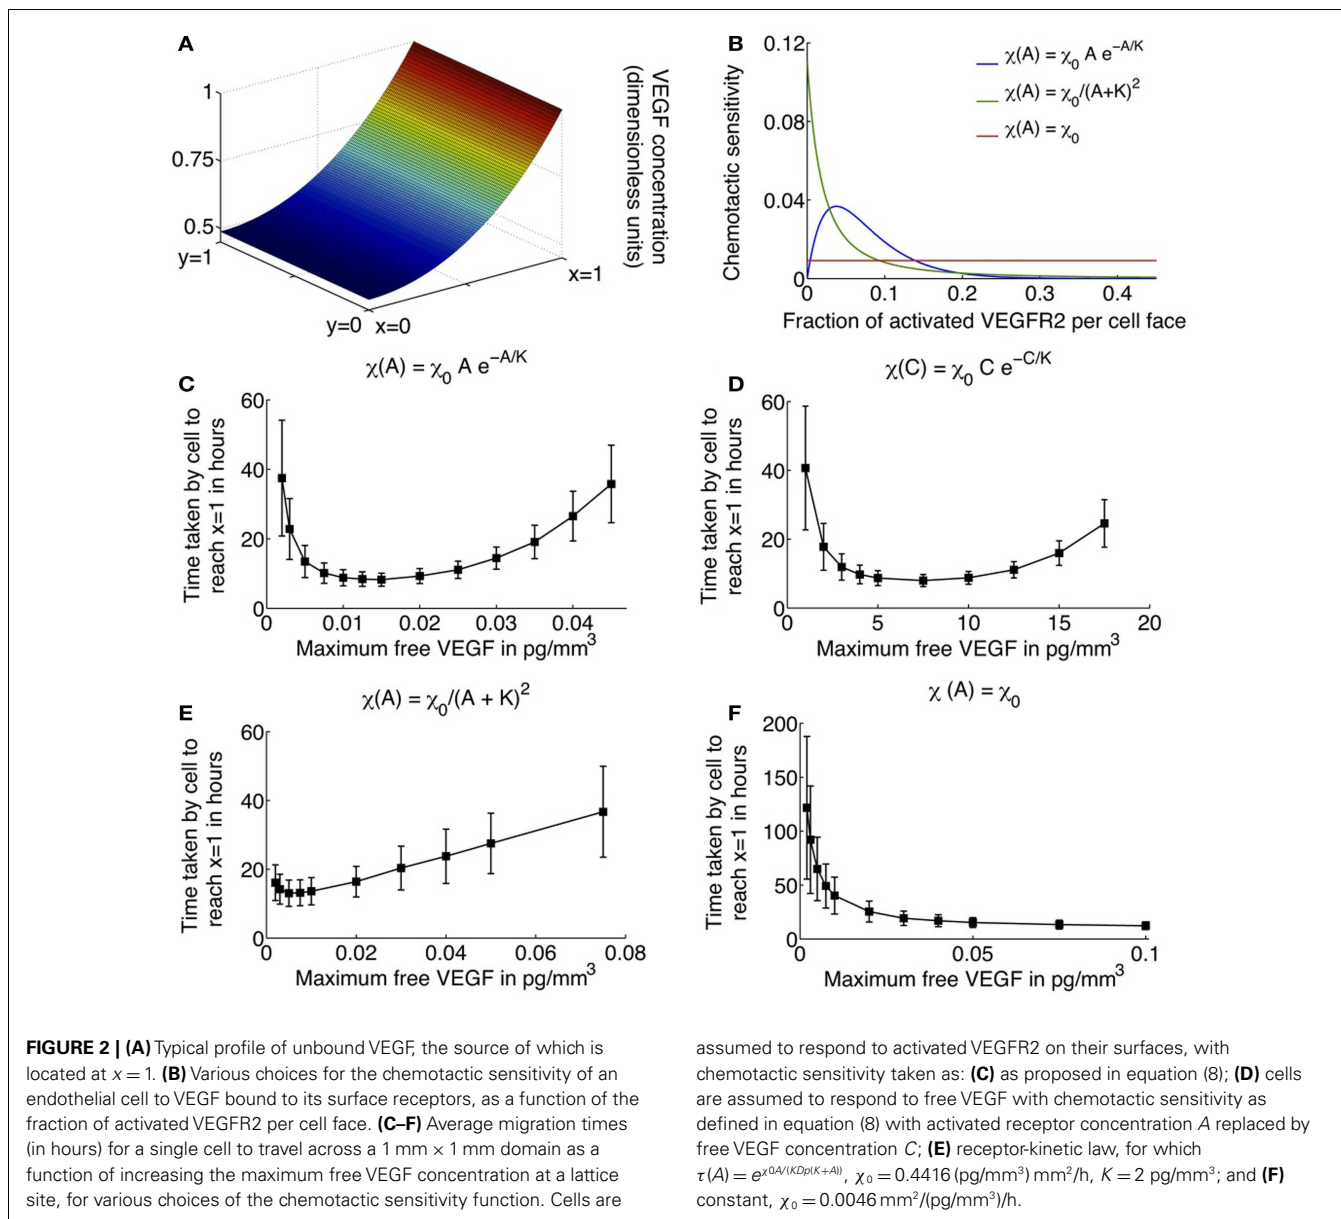 A
1
0.75
0.5
y=1
y=0
x=0
x=1
VEGF concentration
(dimensionless units)
B
0.12
0.08
0.04
0
Chemotactic sensitivity
χ(A) = χ₀ A e^{−A/K}
χ(A) = χ₀/(A+K)²
χ(A) = χ₀
0 0.1 0.2 0.3 0.4
Fraction of activated VEGFR2 per cell face
χ(A) = χ₀ A e^{−A/K}
C
60
40
20
0
Time taken by cell to
reach x=1 in hours
0 0.01 0.02 0.03 0.04
Maximum free VEGF in pg/mm³
χ(C) = χ₀ C e^{−C/K}
D
60
40
20
0
Time taken by cell to
reach x=1 in hours
0 5 10 15 20
Maximum free VEGF in pg/mm³
χ(A) = χ₀/(A + K)²
E
60
40
20
0
Time taken by cell to
reach x=1 in hours
0 0.02 0.04 0.06 0.08
Maximum free VEGF in pg/mm³
χ (A) = χ₀
F
200
150
100
50
0
Time taken by cell to
reach x=1 in hours
0 0.05 0.1
Maximum free VEGF in pg/mm³
FIGURE 2 | (A) Typical profile of unbound VEGF, the source of which is
located at x = 1. (B) Various choices for the chemotactic sensitivity of an
endothelial cell to VEGF bound to its surface receptors, as a function of the
fraction of activated VEGFR2 per cell face. (C–F) Average migration times
(in hours) for a single cell to travel across a 1 mm × 1 mm domain as a
function of increasing the maximum free VEGF concentration at a lattice
site, for various choices of the chemotactic sensitivity function. Cells are
assumed to respond to activated VEGFR2 on their surfaces, with
chemotactic sensitivity taken as: (C) as proposed in equation (8); (D) cells
are assumed to respond to free VEGF with chemotactic sensitivity as
defined in equation (8) with activated receptor concentration A replaced by
free VEGF concentration C; (E) receptor-kinetic law, for which
τ(A) = e^{χ0A/(KDp(K+A))}, χ₀ = 0.4416 (pg/mm³) mm²/h, K = 2 pg/mm³; and (F)
constant, χ₀ = 0.0046 mm²/(pg/mm³)/h.